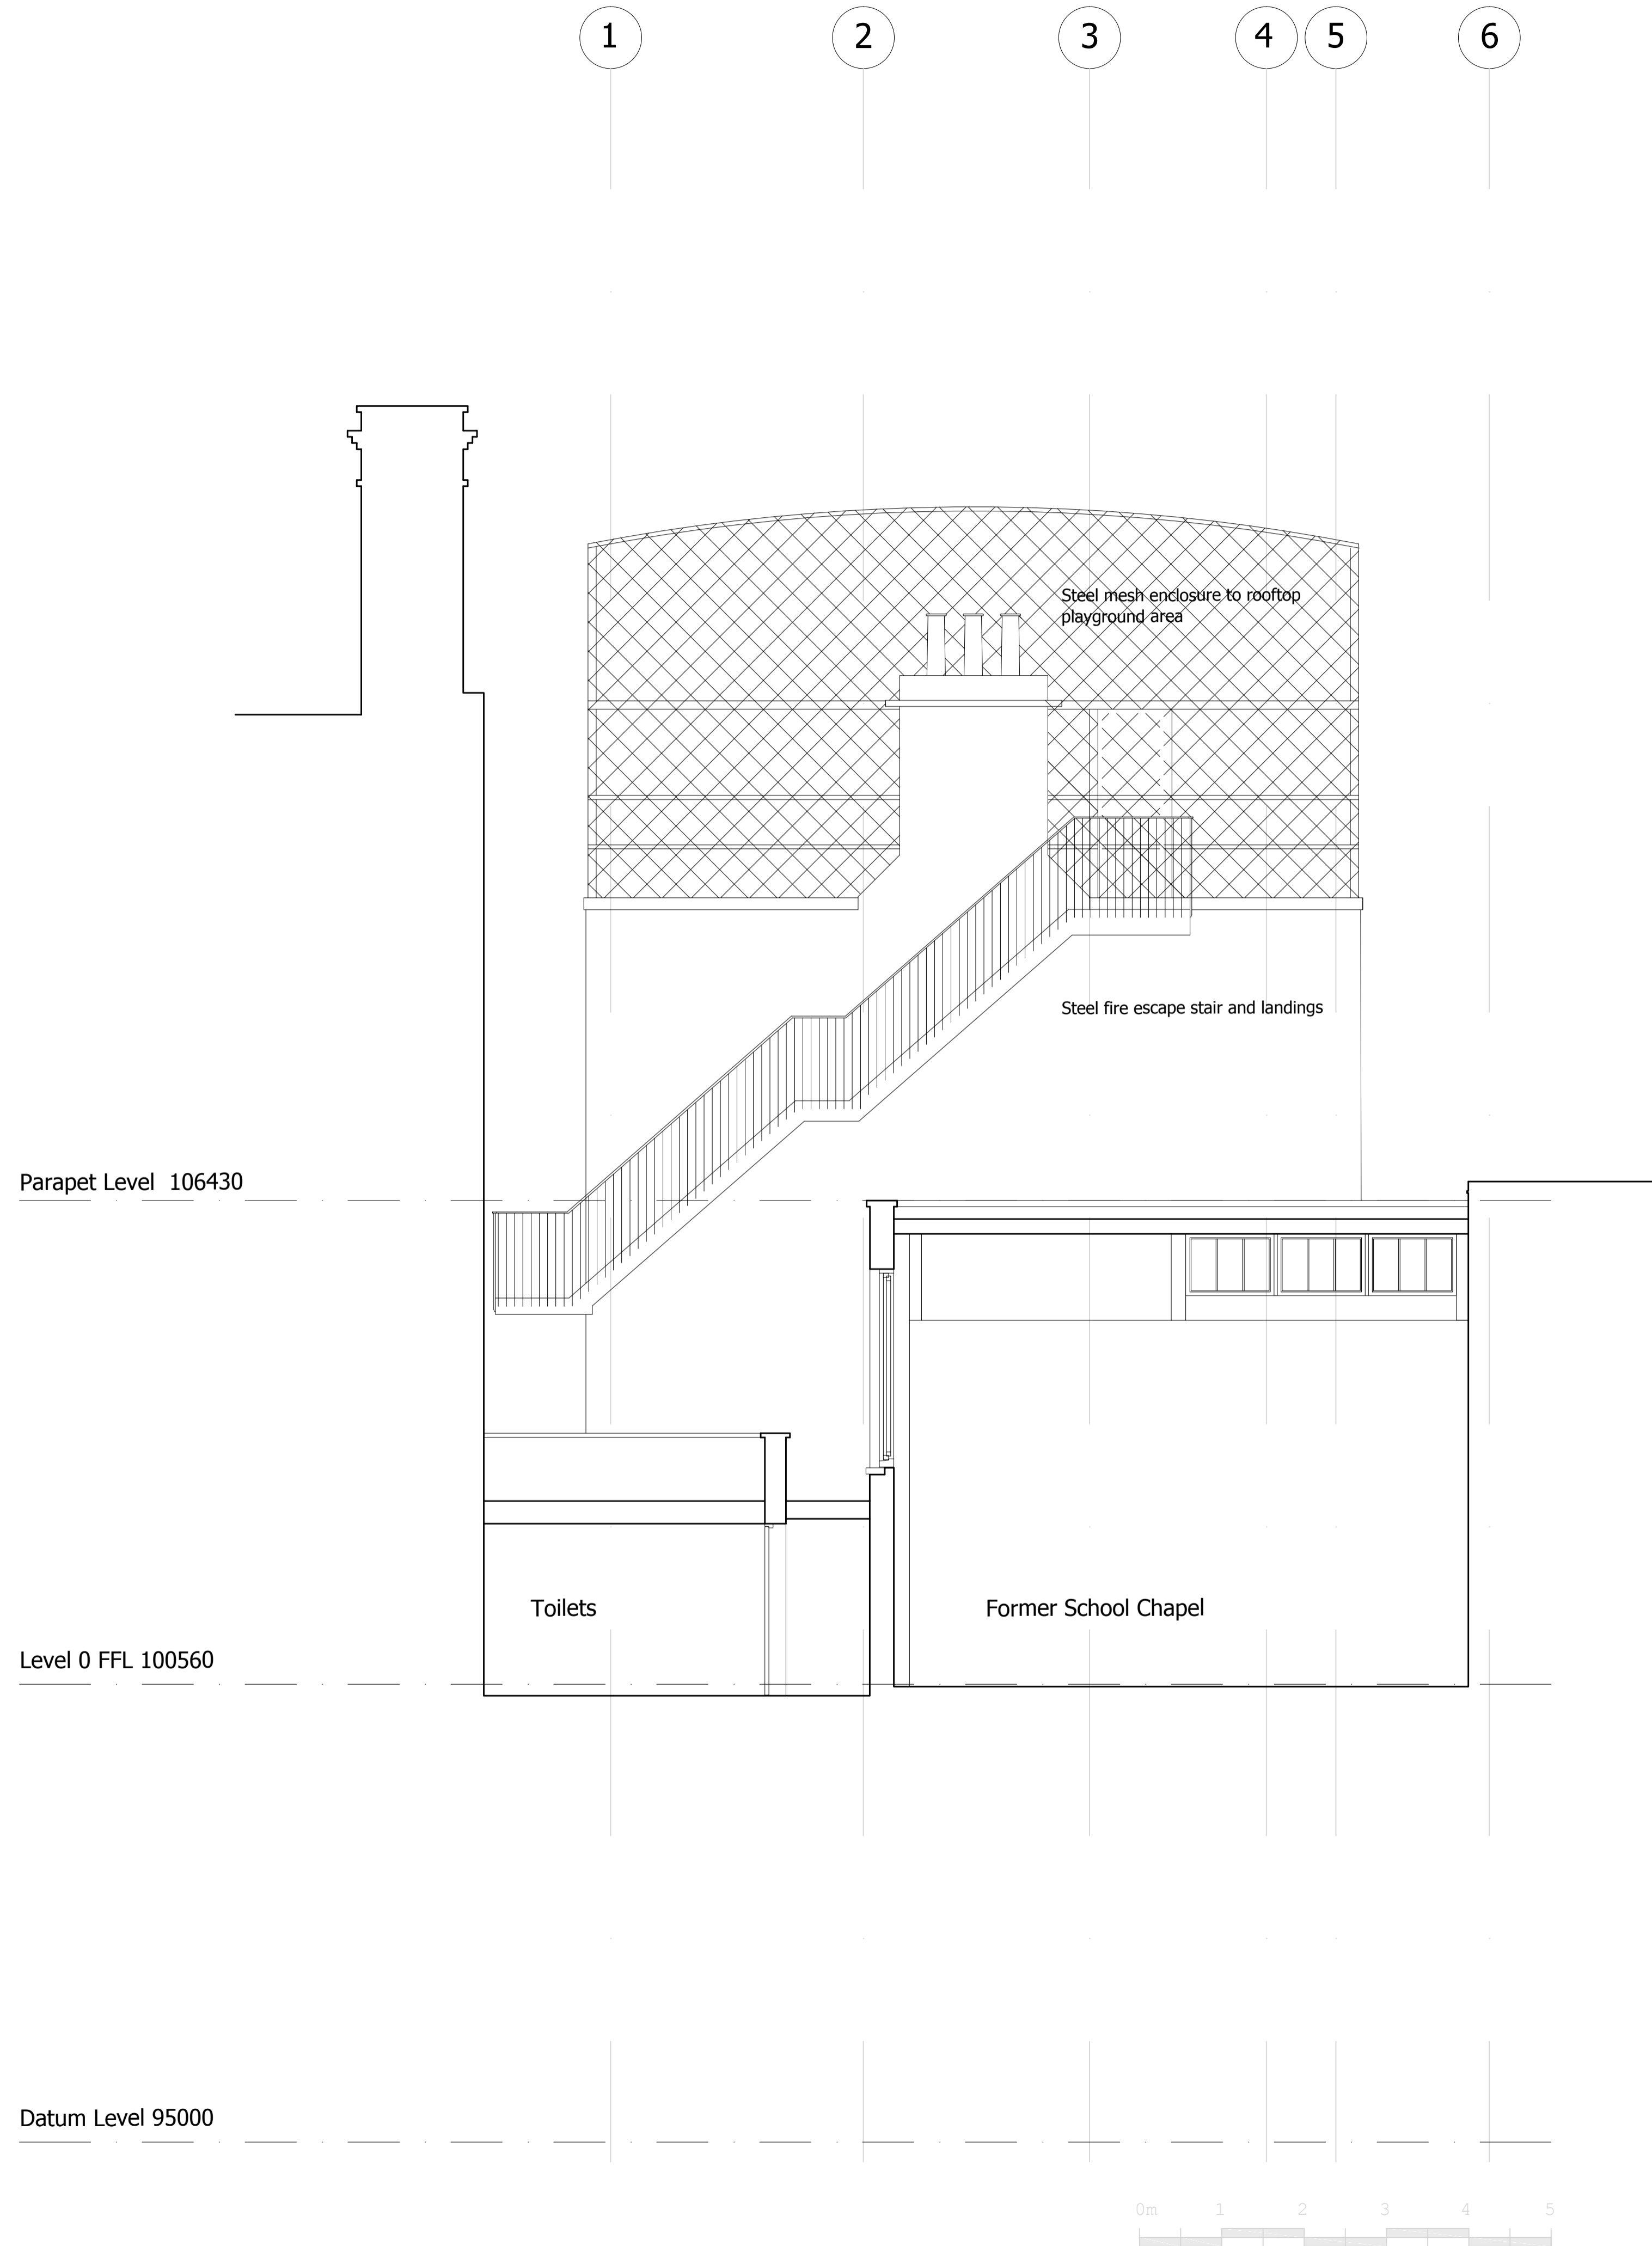 1 2 3 4 5 6
Steel mesh enclosure to rooftop
playground area
Steel fire escape stair and landings
Parapet Level 106430
Toilets
Former School Chapel
Level 0 FFL 100560
Datum Level 95000
0m 1 2 3 4 5